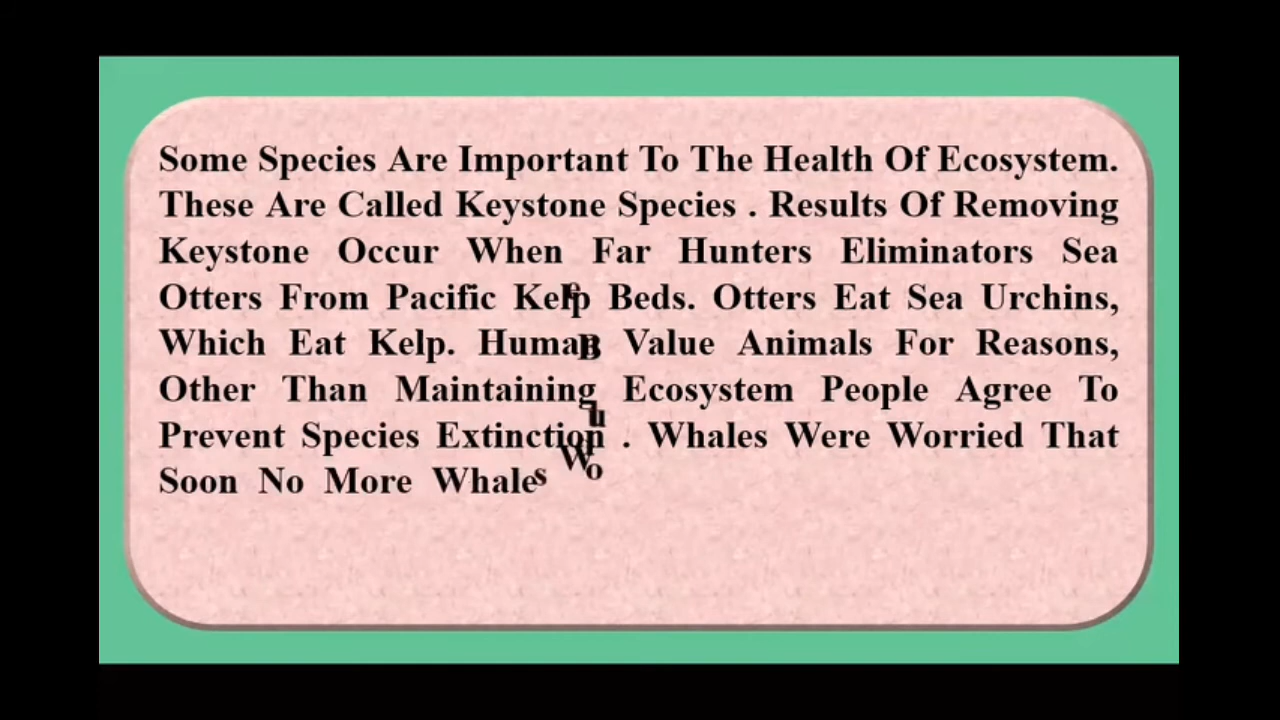 Some Species Are Important To The Health Of Ecosystem.
These Are Called Keystone Species . Results Of Removing
Keystone Occur When Far Hunters Eliminators Sea
Otters From Pacific Kelp Beds. Otters Eat Sea Urchins,
Which Eat Kelp. Human Value Animals For Reasons,
Other Than Maintaining Ecosystem People Agree To
Prevent Species Extinction . Whales Were Worried That
Soon No More Whales